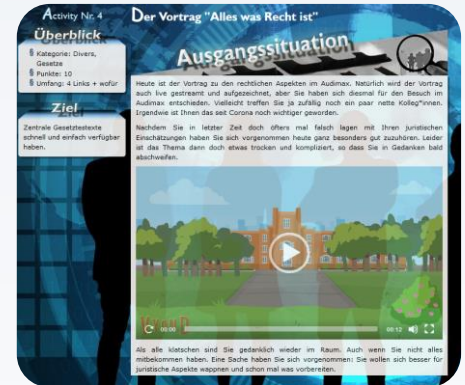 Activity Nr. 4
Der Vortrag "Alles was Recht ist"
Überblick
§ Kategorie: Divers,
Gesetze
§ Punkte: 10
§ Umfang: 4 Links + wofür
Ziel
Zentrale Gesetztestexte
schnell und einfach verfügbar
haben.
Ausgangssituation
Heute ist der Vortrag zu den rechtlichen Aspekten im Audimax. Natürlich wird der Vortrag
auch live gestreamt und aufgezeichnet, aber Sie haben sich diesmal für den Besuch im
Audimax entschieden. Vielleicht treffen Sie ja zufällig noch ein paar nette Kolleg*innen.
Irgendwie ist Ihnen das seit Corona noch wichtiger geworden.
Nachdem Sie in letzter Zeit doch öfters mal falsch lagen mit Ihren juristischen
Einschätzungen haben Sie sich vorgenommen heute ganz besonders gut zuzuhören. Leider
ist das Thema dann doch etwas trocken und kompliziert, so dass Sie in Gedanken bald
abschweifen.
00:00
00:12
Als alle klatschen sind Sie gedanklich wieder im Raum. Auch wenn Sie nicht alles
mitbekommen haben. Eine Sache haben Sie sich vorgenommen: Sie wollen sich besser für
juristische Aspekte wappnen und schon mal was vorbereiten.